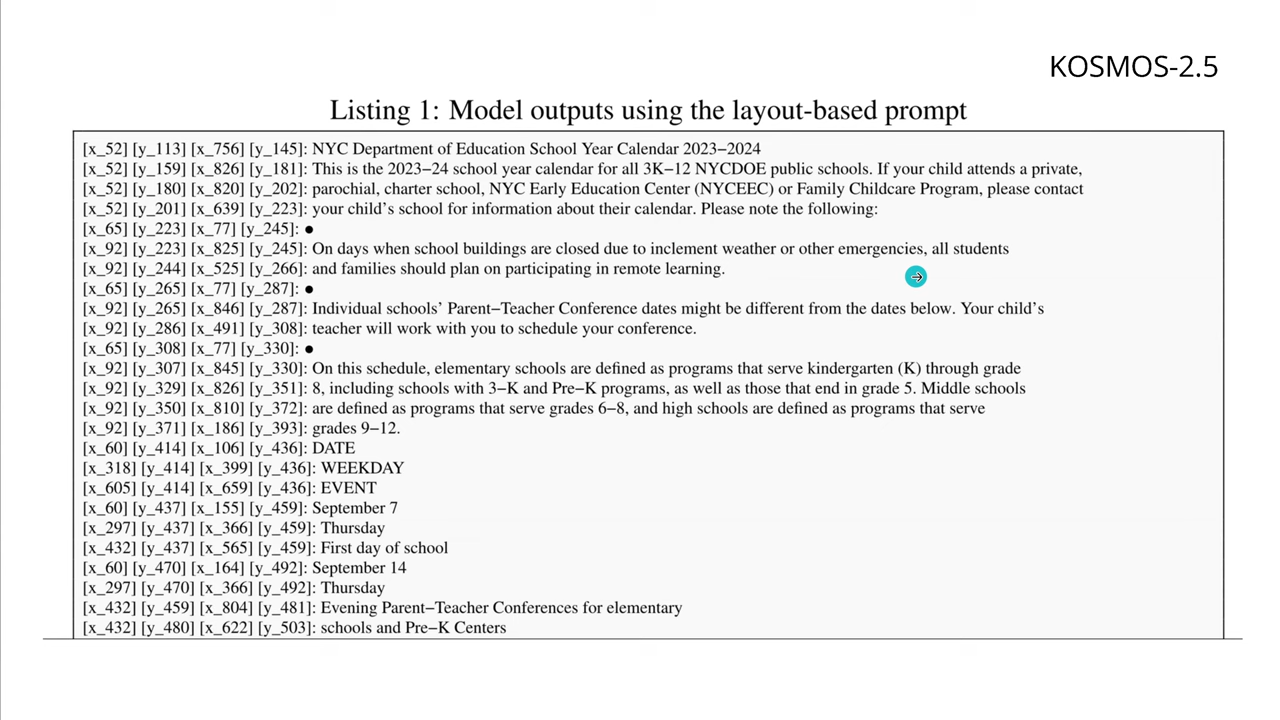 KOSMOS-2.5
Listing 1: Model outputs using the layout-based prompt
[x_52] [y_113] [x_756] [y_145]: NYC Department of Education School Year Calendar 2023−2024
[x_52] [y_159] [x_826] [y_181]: This is the 2023−24 school year calendar for all 3K−12 NYCDOE public schools. If your child attends a private,
[x_52] [y_180] [x_820] [y_202]: parochial, charter school, NYC Early Education Center (NYCEEC) or Family Childcare Program, please contact
[x_52] [y_201] [x_639] [y_223]: your child’s school for information about their calendar. Please note the following:
[x_65] [y_223] [x_77] [y_245]: ●
[x_92] [y_223] [x_825] [y_245]: On days when school buildings are closed due to inclement weather or other emergencies, all students
[x_92] [y_244] [x_525] [y_266]: and families should plan on participating in remote learning.
[x_65] [y_265] [x_77] [y_287]: ●
[x_92] [y_265] [x_846] [y_287]: Individual schools’ Parent−Teacher Conference dates might be different from the dates below. Your child’s
[x_92] [y_286] [x_491] [y_308]: teacher will work with you to schedule your conference.
[x_65] [y_308] [x_77] [y_330]: ●
[x_92] [y_307] [x_845] [y_330]: On this schedule, elementary schools are defined as programs that serve kindergarten (K) through grade
[x_92] [y_329] [x_826] [y_351]: 8, including schools with 3−K and Pre−K programs, as well as those that end in grade 5. Middle schools
[x_92] [y_350] [x_810] [y_372]: are defined as programs that serve grades 6−8, and high schools are defined as programs that serve
[x_92] [y_371] [x_186] [y_393]: grades 9−12.
[x_60] [y_414] [x_106] [y_436]: DATE
[x_318] [y_414] [x_399] [y_436]: WEEKDAY
[x_605] [y_414] [x_659] [y_436]: EVENT
[x_60] [y_437] [x_155] [y_459]: September 7
[x_297] [y_437] [x_366] [y_459]: Thursday
[x_432] [y_437] [x_565] [y_459]: First day of school
[x_60] [y_470] [x_164] [y_492]: September 14
[x_297] [y_470] [x_366] [y_492]: Thursday
[x_432] [y_459] [x_804] [y_481]: Evening Parent−Teacher Conferences for elementary
[x_432] [y_480] [x_622] [y_503]: schools and Pre−K Centers